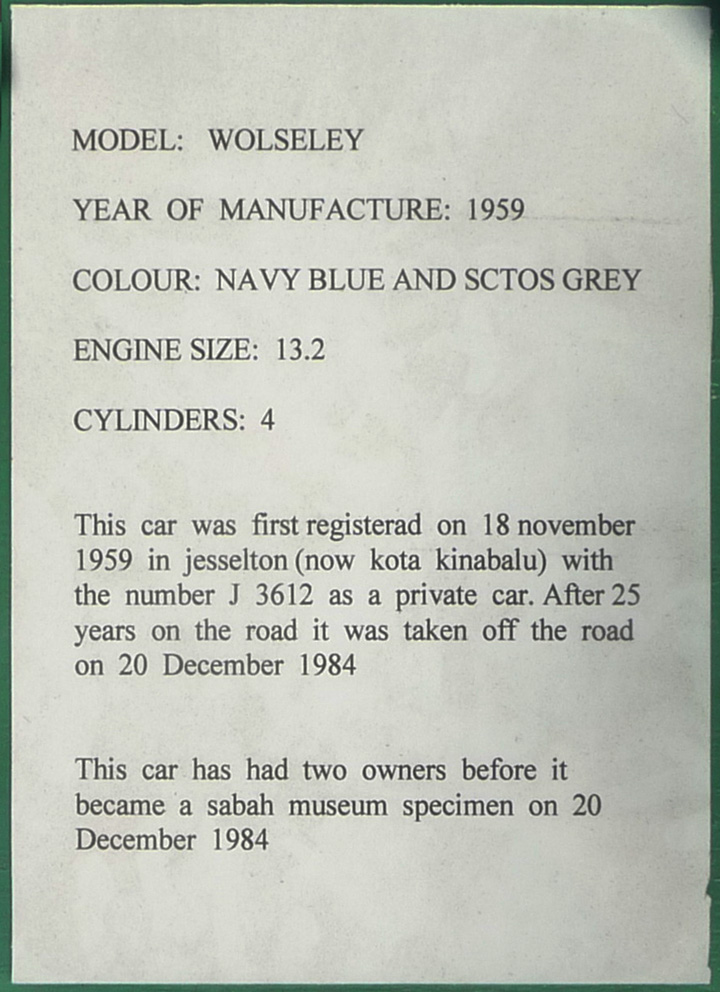 MODEL: WOLSELEY
YEAR OF MANUFACTURE: 1959
COLOUR: NAVY BLUE AND SCTOS GREY
ENGINE SIZE: 13.2
CYLINDERS: 4
This car was first registerad on 18 november
1959 in jesselton (now kota kinabalu) with
the number J 3612 as a private car. After 25
years on the road it was taken off the road
on 20 December 1984
This car has had two owners before it
became a sabah museum specimen on 20
December 1984